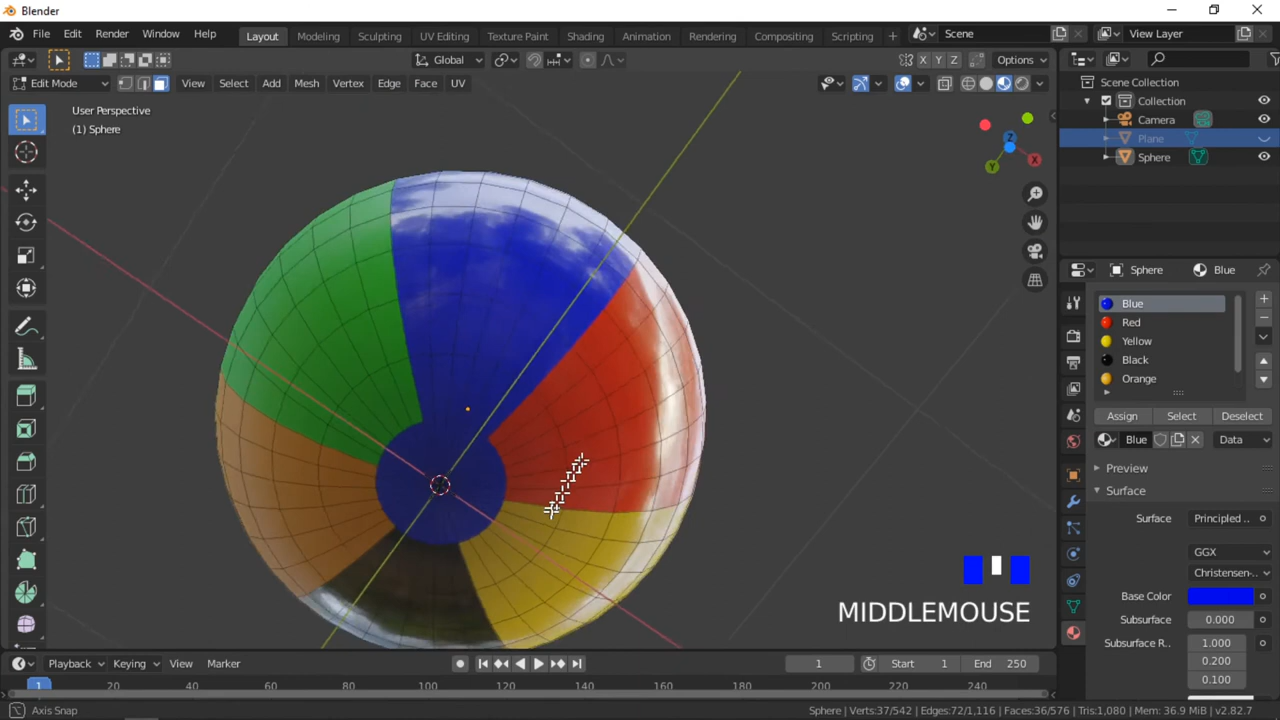 Blender
File Edit Render Window Help Layout Modeling Sculpting UV Editing Texture Paint Shading Animation Rendering Compositing Scripting + Scene View Layer
Global X Y Z Options
Edit Mode View Select Add Mesh Vertex Edge Face UV
User Perspective
(1) Sphere
Z
X
Y
Scene Collection
Collection
Camera
Plane
Sphere
Sphere Blue
Blue
Red
Yellow
Black
Orange
Assign Select Deselect
Blue Data
Preview
Surface
Surface Principled ..
GGX
Christensen-..
Base Color
Subsurface 0.000
Subsurface R.. 1.000
0.200
0.100
MIDDLEMOUSE
Playback Keying View Marker 1 Start 1 End 250
1 20 40 60 80 100 120 140 160 180 200 220 240
Axis Snap Sphere | Verts:37/542 | Edges:72/1,116 | Faces:36/576 | Tris:1,080 | Mem: 36.9 MiB | v2.82.7